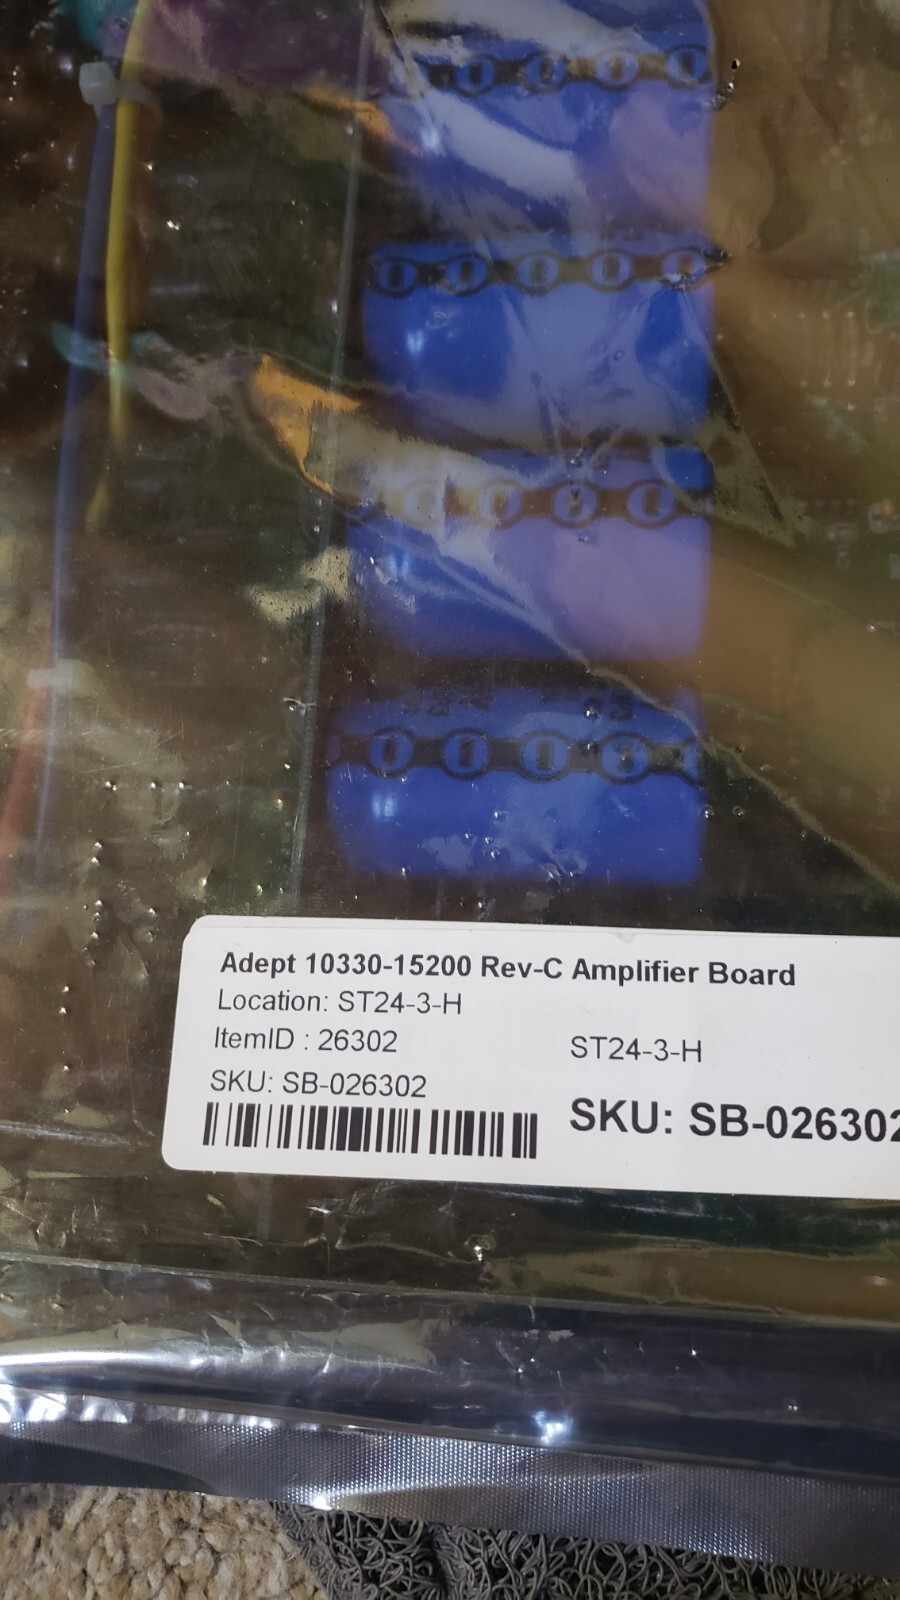 Adept 10330-15200 Rev-C Amplifier Board
Location: ST24-3-H
ItemID : 26302
ST24-3-H
SKU: SB-026302
SKU: SB-026302